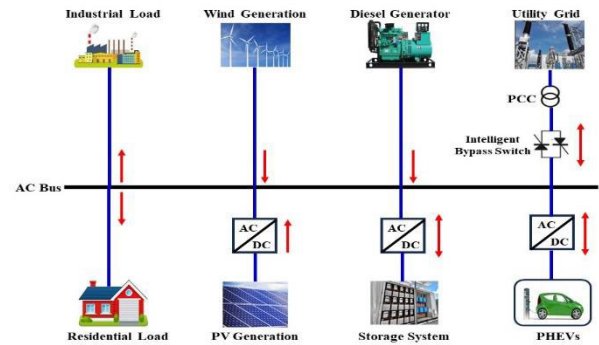 Industrial Load
Wind Generation
Diesel Generator
Utility Grid
PCC
Intelligent
Bypass Switch
AC Bus
AC
DC
AC
DC
AC
DC
Residential Load
PV Generation
Storage System
PHEVs